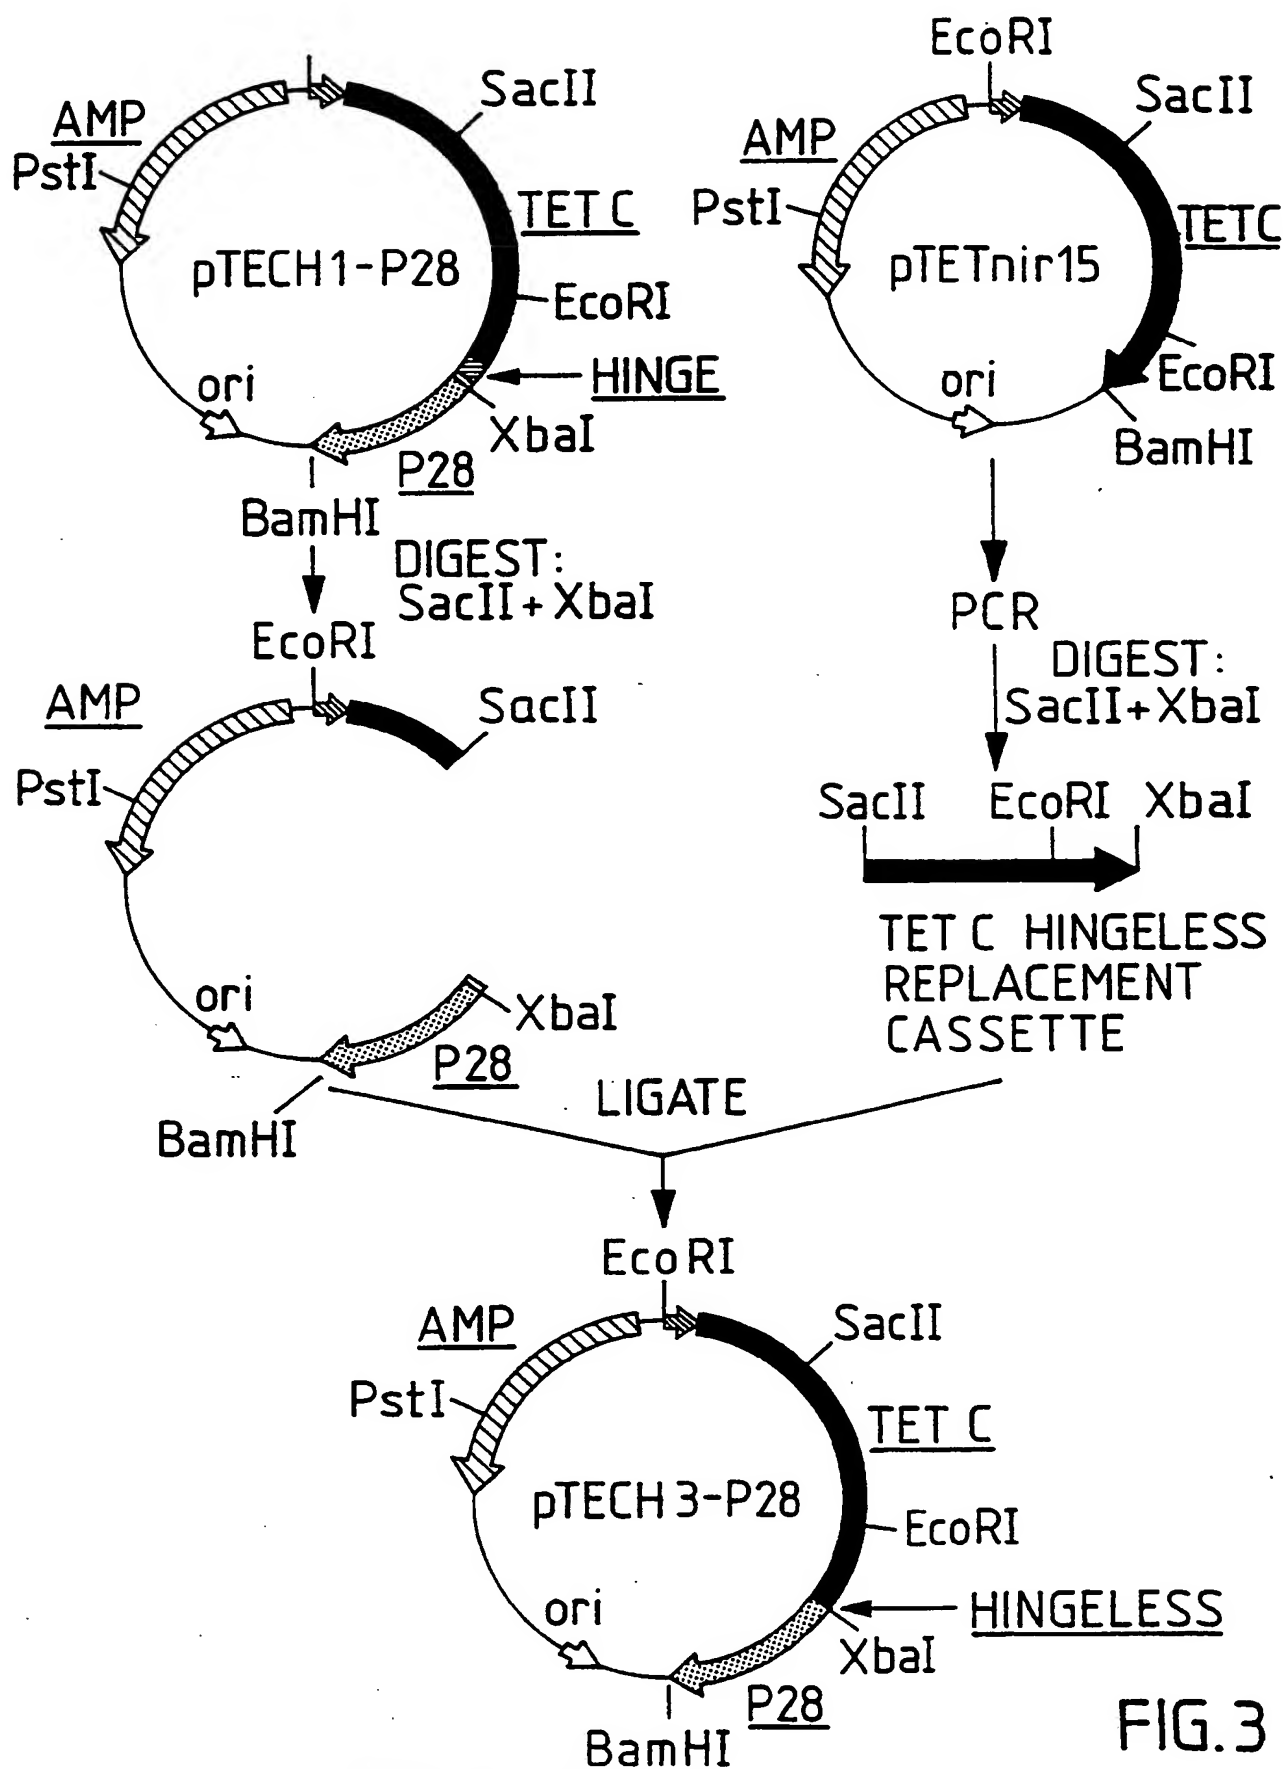 SacII
AMP
PstI
TET C
pTECH1-P28
EcoRI
HINGE
ori
XbaI
P28
BamHI
EcoRI
SacII
AMP
PstI
TETC
pTETnir15
ori
EcoRI
BamHI
DIGEST:
SacII + XbaI
PCR
DIGEST:
SacII + XbaI
EcoRI
AMP
SacII
PstI
ori
XbaI
P28
BamHI
SacII EcoRI XbaI
TET C HINGELESS
REPLACEMENT
CASSETTE
LIGATE
EcoRI
AMP
SacII
PstI
TET C
pTECH3-P28
EcoRI
ori
HINGELESS
XbaI
P28
BamHI
FIG. 3